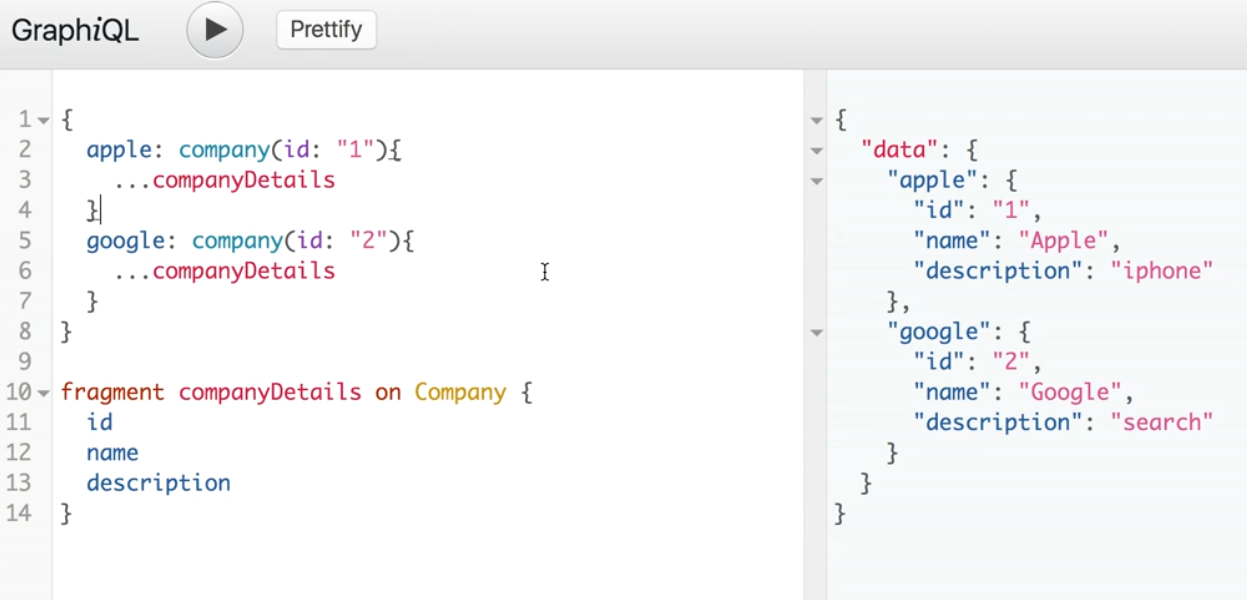 GraphiQL
Prettify
1 {
2 apple: company(id: "1"){
3 ...companyDetails
4 }
5 google: company(id: "2"){
6 ...companyDetails
7 }
8 }
9
10 fragment companyDetails on Company {
11 id
12 name
13 description
14 }
{
"data": {
"apple": {
"id": "1",
"name": "Apple",
"description": "iphone"
},
"google": {
"id": "2",
"name": "Google",
"description": "search"
}
}
}